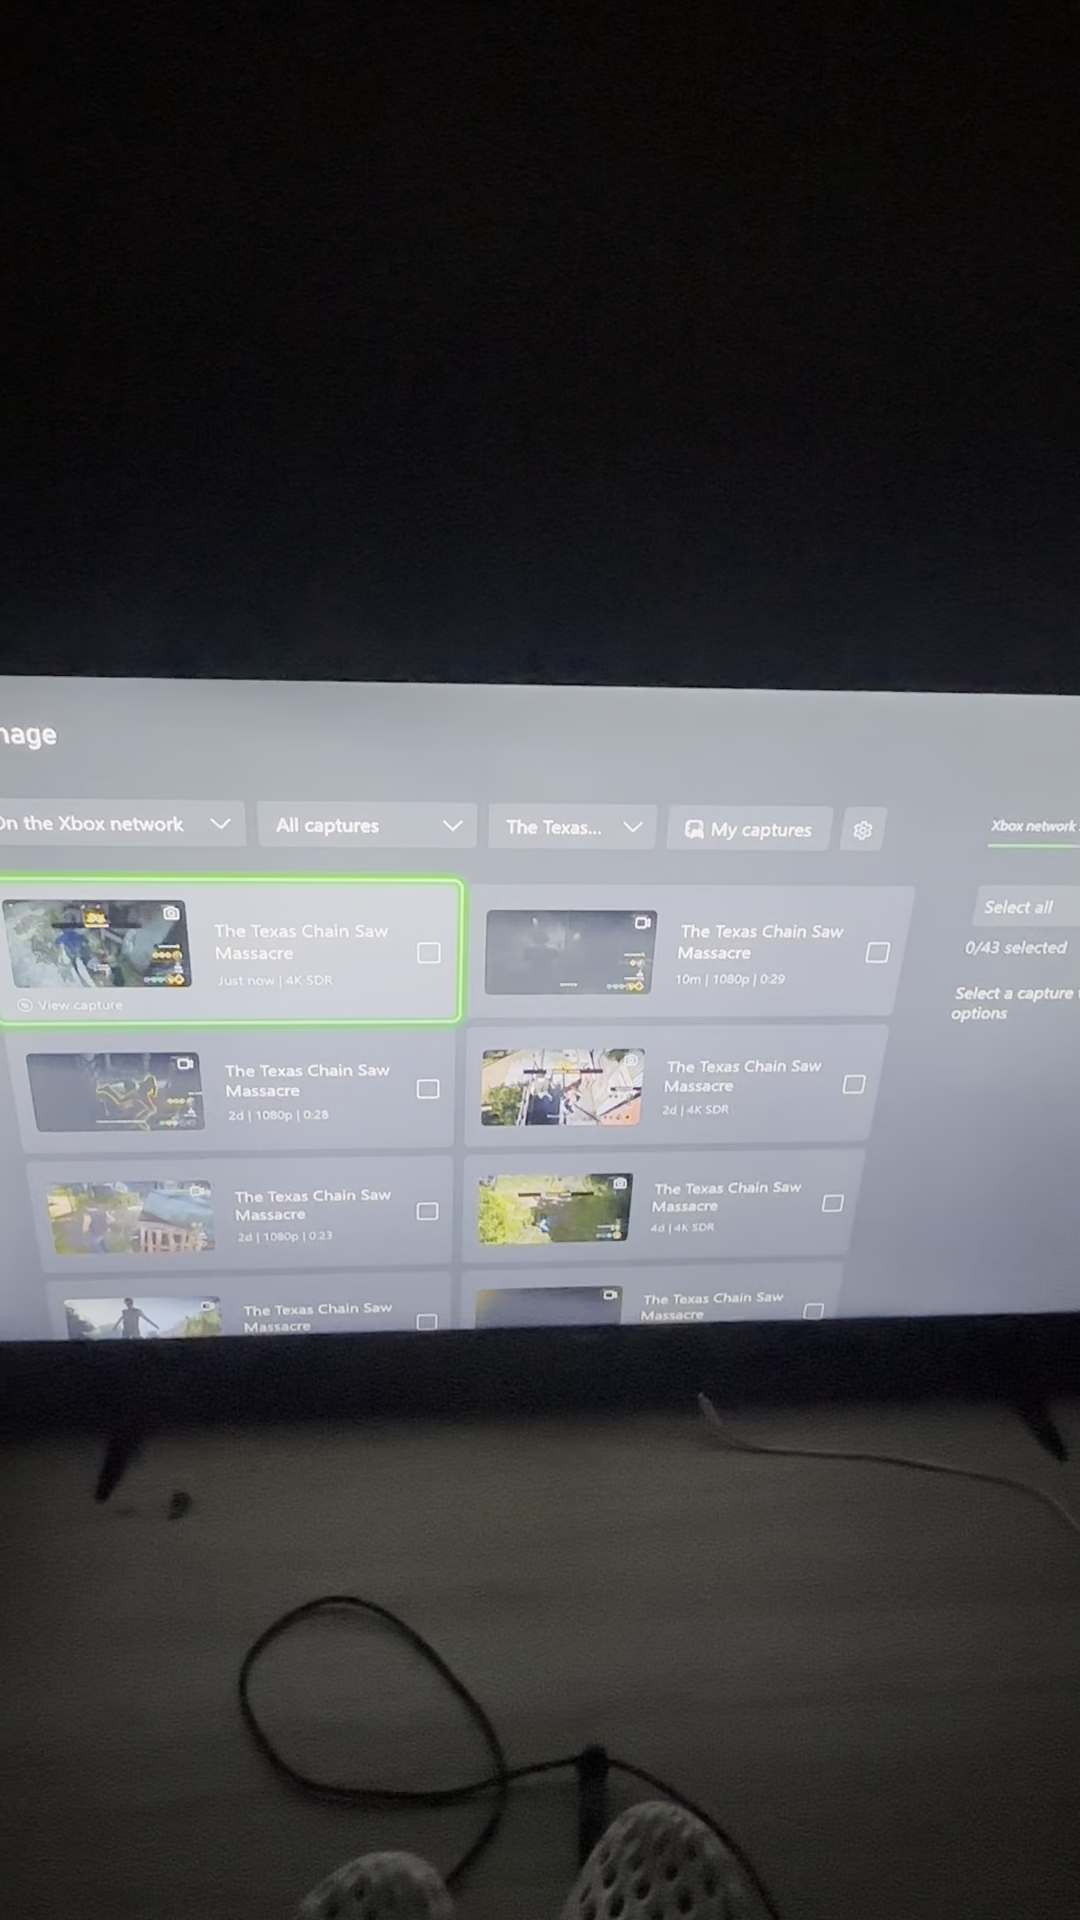 nage
On the Xbox network
All captures
The Texas...
My captures
Xbox network
The Texas Chain Saw
Massacre
Just now | 4K SDR
View capture
The Texas Chain Saw
Massacre
10m | 1080p | 0:29
Select all
0/43 selected
Select a capture
options
The Texas Chain Saw
Massacre
2d | 1080p | 0:28
The Texas Chain Saw
Massacre
2d | 4K SDR
The Texas Chain Saw
Massacre
2d | 1080p | 0:23
The Texas Chain Saw
Massacre
4d | 4K SDR
The Texas Chain Saw
Massacre
The Texas Chain Saw
Massacre